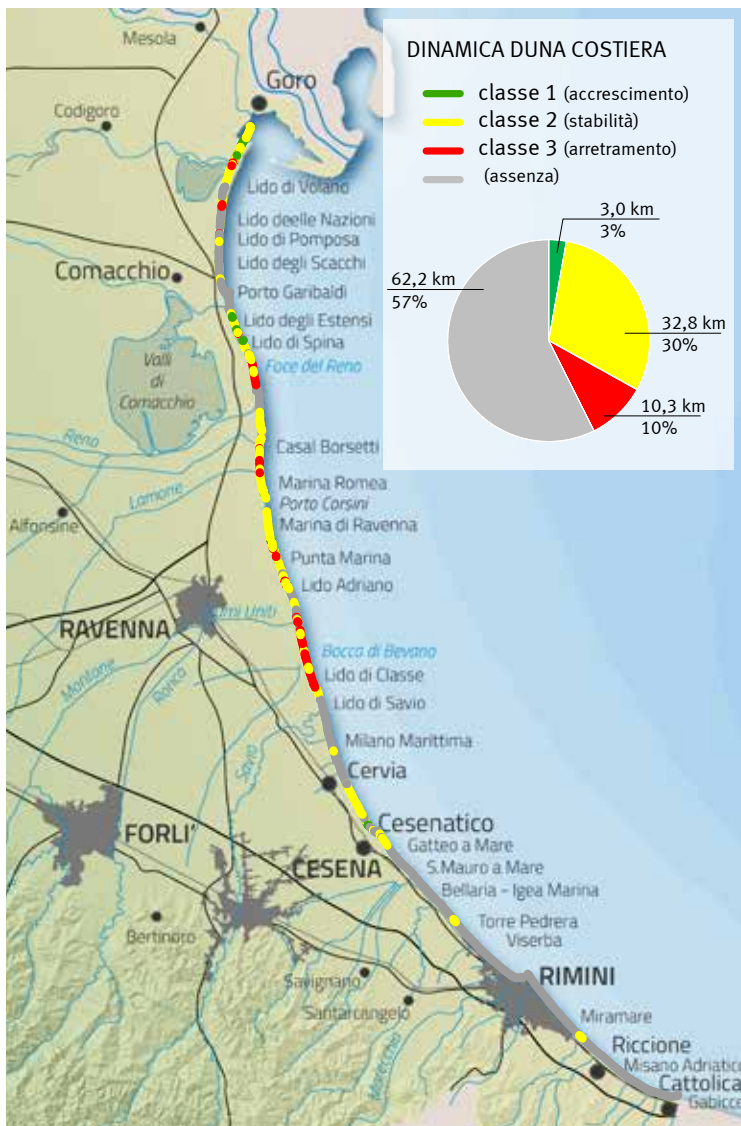 DINAMICA DUNA COSTIERA
classe 1 (accrescimento)
classe 2 (stabilità)
classe 3 (arretramento)
(assenza)
3,0 km
3%
62,2 km
57%
32,8 km
30%
10,3 km
10%
Mesola
Goro
Codigoro
Lido di Volano
Lido deelle Nazioni
Lido di Pomposa
Comacchio
Lido degli Scacchi
Porto Garibaldi
Lido degli Estensi
Lido di Spina
Valli
di
Comacchio
Foce del Reno
Reno
Casal Borsetti
Lamone
Marina Romea
Porto Corsini
Alfonsine
Marina di Ravenna
Punta Marina
Lido Adriano
Uniti
RAVENNA
Bocca di Bevano
Montone
Ronco
Lido di Classe
Lido di Savio
Savio
Milano Marittima
Cervia
FORLI'
Cesenatico
Gatteo a Mare
CESENA
S.Mauro a Mare
Bellaria - Igea Marina
Bertinoro
Torre Pedrera
Viserba
Savignano
RIMINI
Santarcangelo
Miramare
Marecchia
Riccione
Misano Adriatico
Cattolica
Gabicce